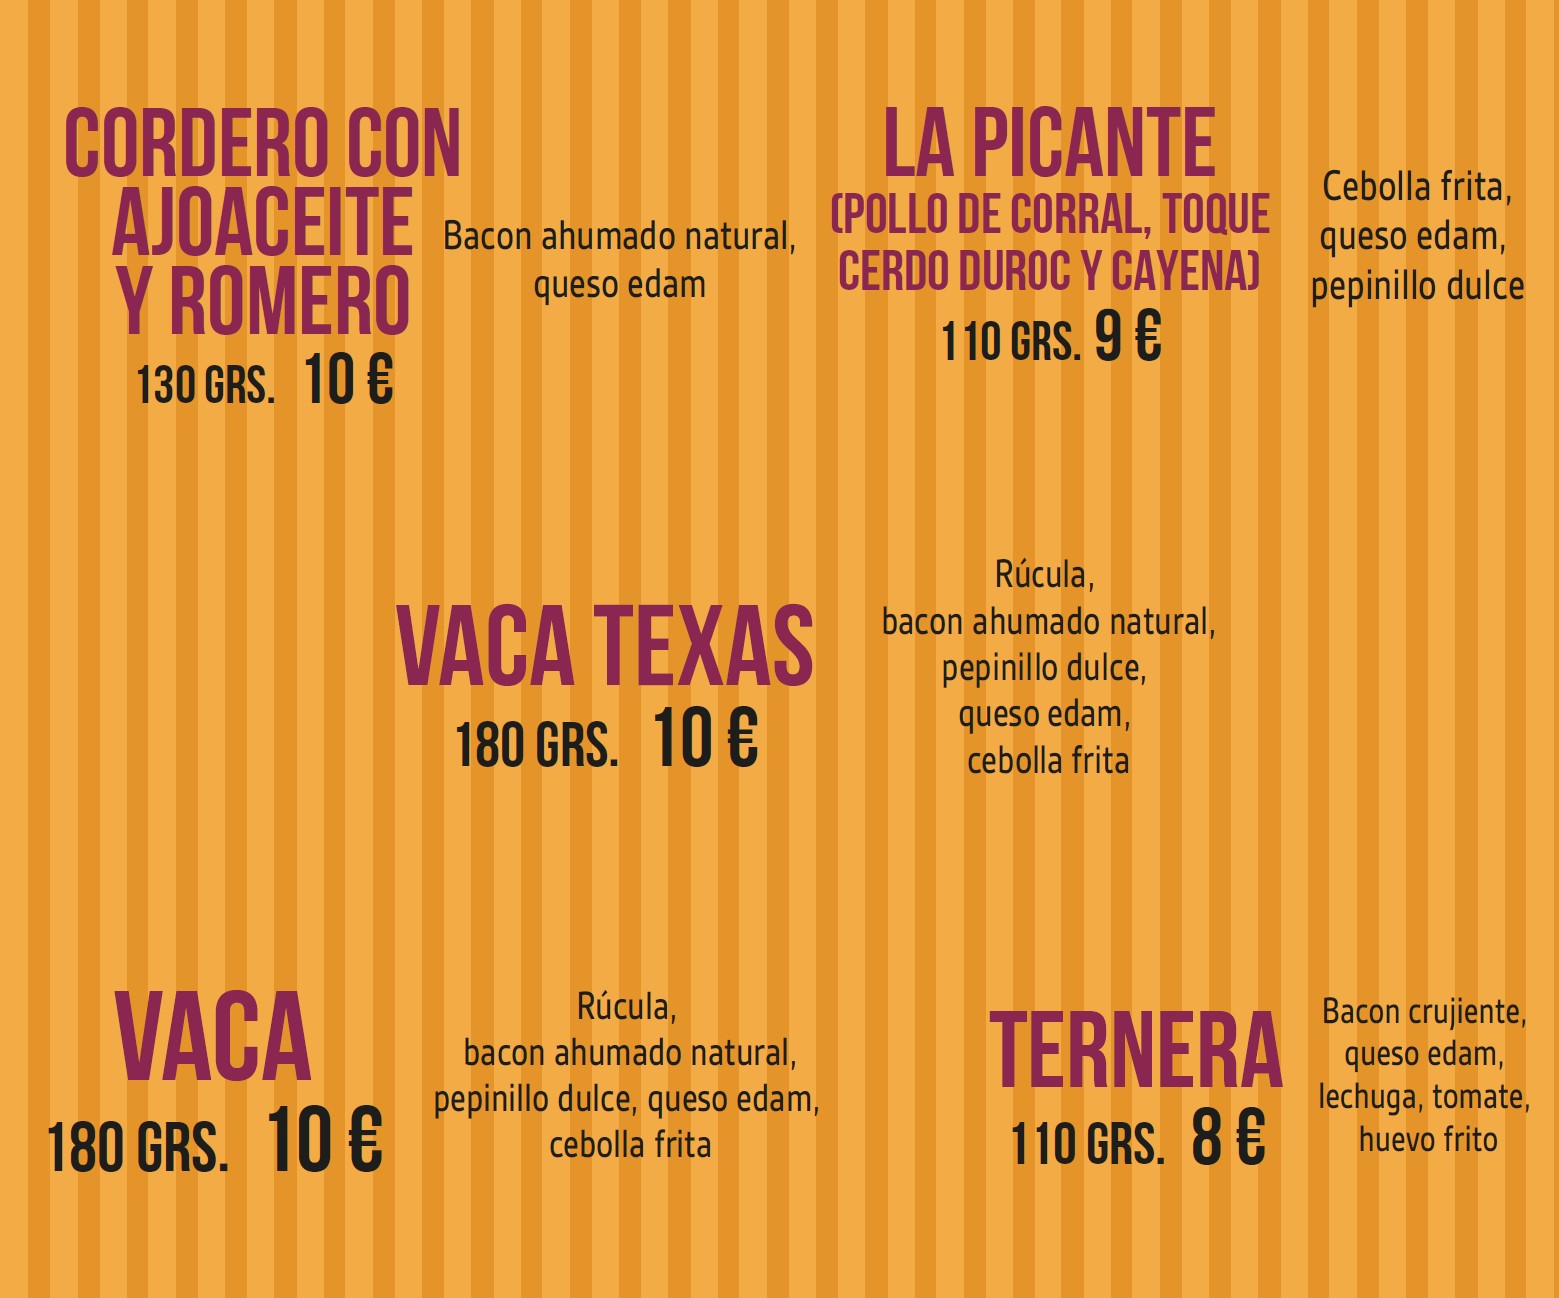 CORDERO CON
AJOACEITE
Y ROMERO
130 GRS. 10 €
Bacon ahumado natural,
queso edam
LA PICANTE
(POLLO DE CORRAL, TOQUE
CERDO DUROC Y CAYENA)
110 GRS. 9 €
Cebolla frita,
queso edam,
pepinillo dulce
VACA TEXAS
180 GRS. 10 €
Rúcula,
bacon ahumado natural,
pepinillo dulce,
queso edam,
cebolla frita
VACA
180 GRS. 10 €
Rúcula,
bacon ahumado natural,
pepinillo dulce, queso edam,
cebolla frita
TERNERA
110 GRS. 8 €
Bacon crujiente,
queso edam,
lechuga, tomate,
huevo frito